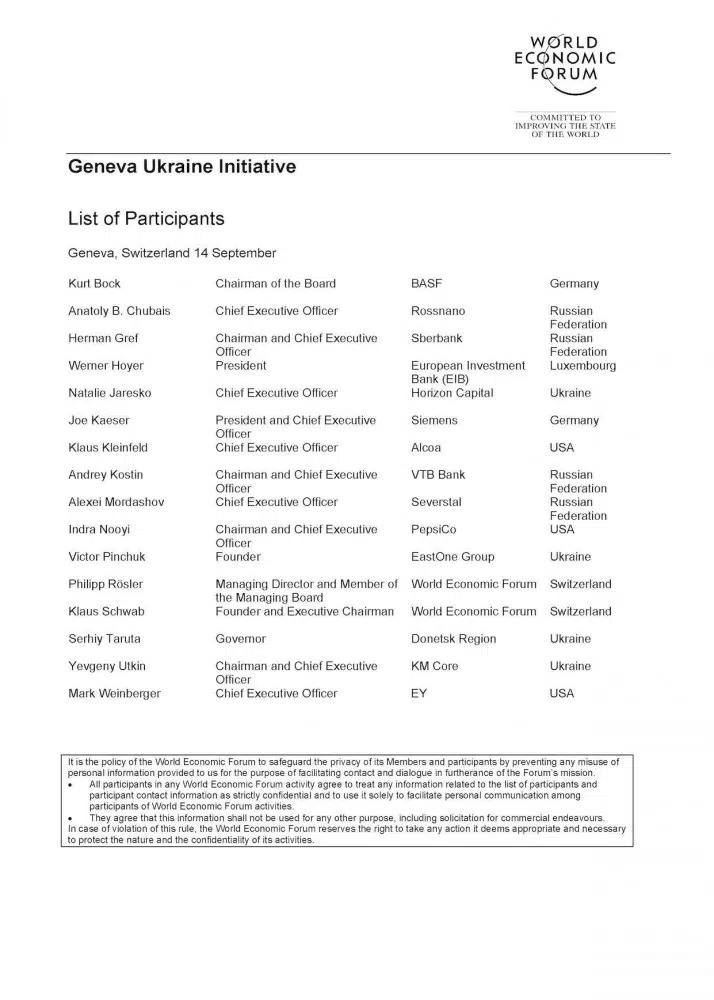 WORLD
ECONOMIC
FORUM
COMMITTED TO
IMPROVING THE STATE
OF THE WORLD
Geneva Ukraine Initiative
List of Participants
Geneva, Switzerland 14 September
Kurt Bock Chairman of the Board BASF Germany
Anatoly B. Chubais Chief Executive Officer Rossnano Russian
Federation
Herman Gref Chairman and Chief Executive Sberbank Russian
Officer Federation
Werner Hoyer President European Investment Luxembourg
Bank (EIB)
Natalie Jaresko Chief Executive Officer Horizon Capital Ukraine
Joe Kaeser President and Chief Executive Siemens Germany
Officer
Klaus Kleinfeld Chief Executive Officer Alcoa USA
Andrey Kostin Chairman and Chief Executive VTB Bank Russian
Officer Federation
Alexei Mordashov Chief Executive Officer Severstal Russian
Federation
Indra Nooyi Chairman and Chief Executive PepsiCo USA
Officer
Victor Pinchuk Founder EastOne Group Ukraine
Philipp Rösler Managing Director and Member of World Economic Forum Switzerland
the Managing Board
Klaus Schwab Founder and Executive Chairman World Economic Forum Switzerland
Serhiy Taruta Governor Donetsk Region Ukraine
Yevgeny Utkin Chairman and Chief Executive KM Core Ukraine
Officer
Mark Weinberger Chief Executive Officer EY USA
It is the policy of the World Economic Forum to safeguard the privacy of its Members and participants by preventing any misuse of
personal information provided to us for the purpose of facilitating contact and dialogue in furtherance of the Forum's mission.
• All participants in any World Economic Forum activity agree to treat any information related to the list of participants and
participant contact information as strictly confidential and to use it solely to facilitate personal communication among
participants of World Economic Forum activities.
• They agree that this information shall not be used for any other purpose, including solicitation for commercial endeavours.
In case of violation of this rule, the World Economic Forum reserves the right to take any action it deems appropriate and necessary
to protect the nature and the confidentiality of its activities.